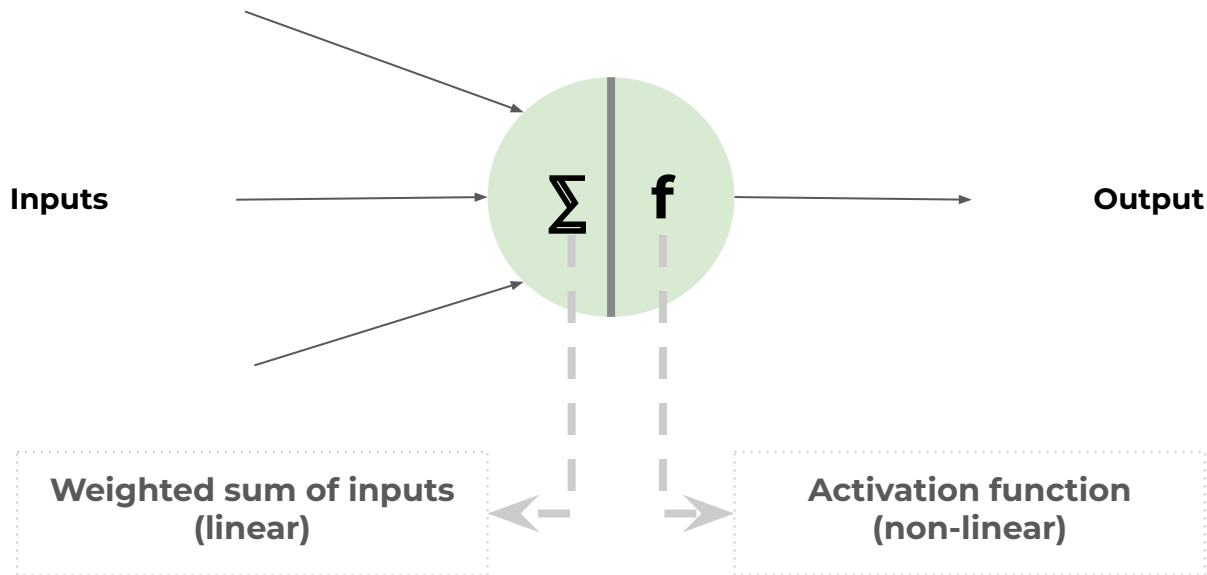 Inputs
∑
f
Output
Weighted sum of inputs
(linear)
Activation function
(non-linear)